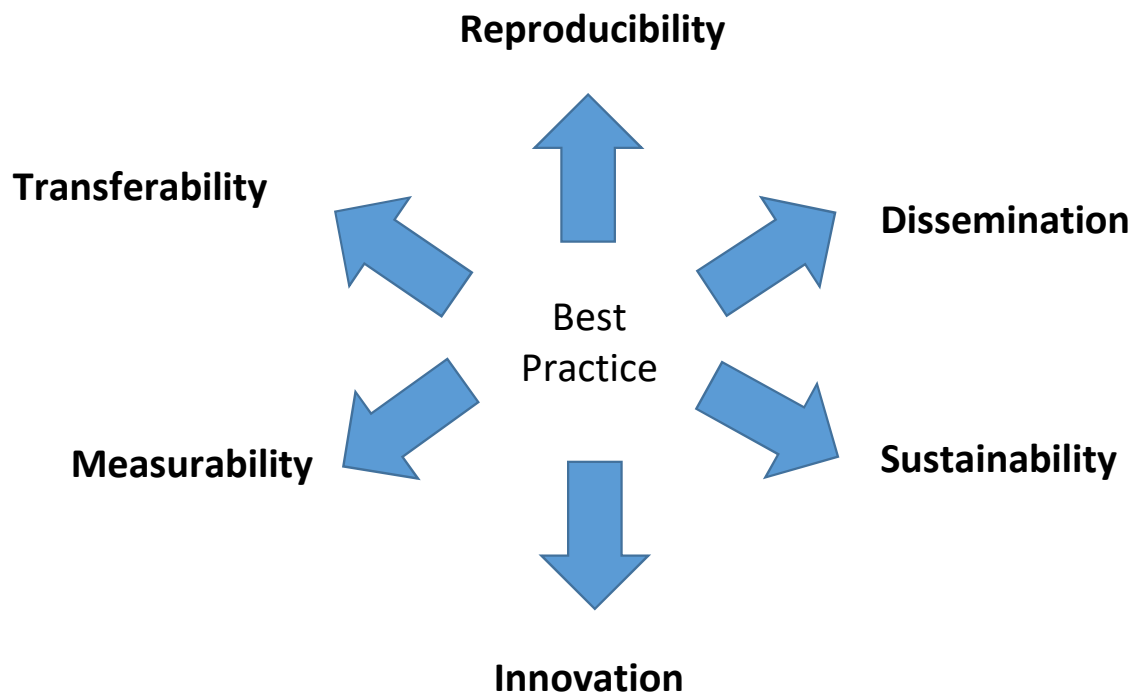 Reproducibility
Transferability
Dissemination
Best
Practice
Measurability
Sustainability
Innovation